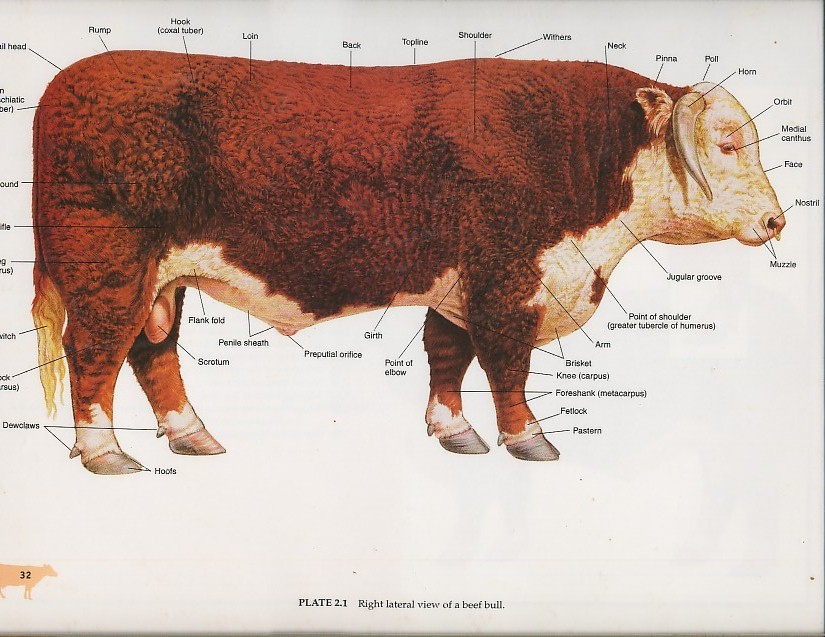 Hook
(coxal tuber)
Rump
Loin
Back
Topline
Shoulder
Withers
Neck
Pinna
Poll
Horn
Orbit
Medial
canthus
Face
Nostril
Muzzle
Jugular groove
Point of shoulder
(greater tubercle of humerus)
Arm
Brisket
Knee (carpus)
Foreshank (metacarpus)
Fetlock
Pastern
Point of
elbow
Girth
Preputial orifice
Penile sheath
Flank fold
Scrotum
Hoofs
Dewclaws
ail head
n
schiatic
ber)
ound
ifle
g
rus)
witch
ock
arsus)
32
PLATE 2.1 Right lateral view of a beef bull.